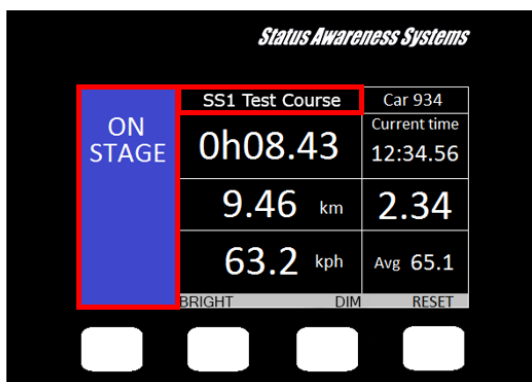 Status Awareness Systems
ON
STAGE
SS1 Test Course
Car 934
0h08.43
Current time
12:34.56
9.46 km
2.34
63.2 kph
Avg 65.1
BRIGHT DIM RESET